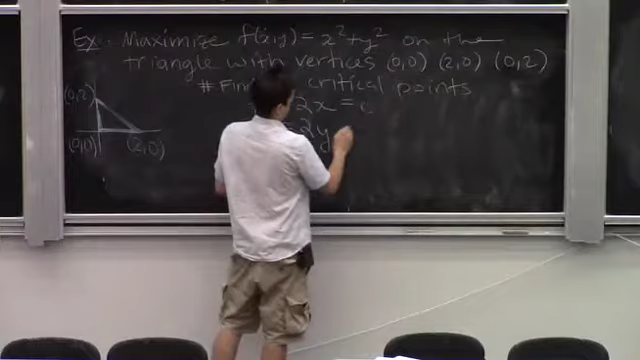 Ex. Maximize f(x,y) = x² + y² on the
triangle with vertices (0,0) (2,0) (0,2)
# Find critical points
2x = 0
2y
(0,2)
(0,0) (2,0)